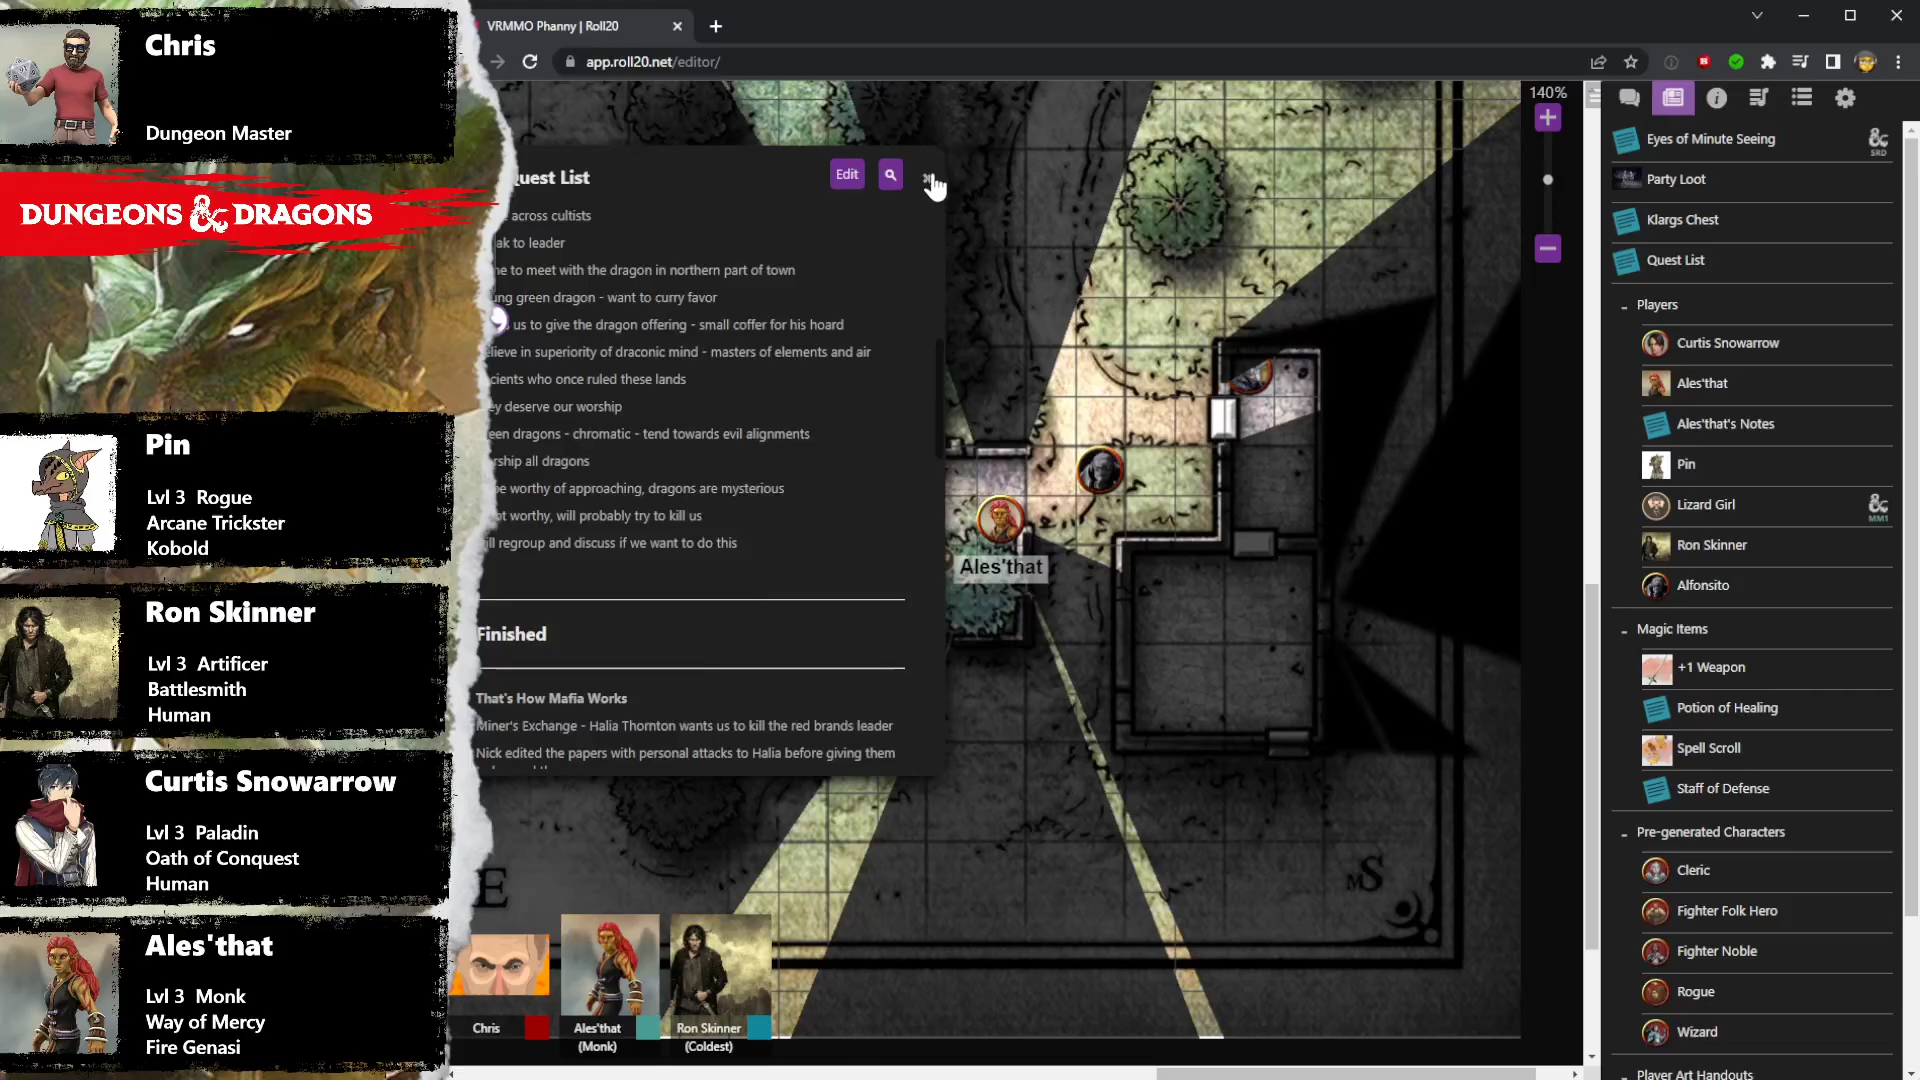 Chris
Dungeon Master
DUNGEONS & DRAGONS
Pin
Lvl 3 Rogue
Arcane Trickster
Kobold
Ron Skinner
Lvl 3 Artificer
Battlesmith
Human
Curtis Snowarrow
Lvl 3 Paladin
Oath of Conquest
Human
Ales'that
Lvl 3 Monk
Way of Mercy
Fire Genasi
VRMMO Phanny | Roll20
app.roll20.net/editor/
uest List
Edit
across cultists
ak to leader
e to meet with the dragon in northern part of town
ng green dragon - want to curry favor
us to give the dragon offering - small coffer for his hoard
elieve in superiority of draconic mind - masters of elements and air
cients who once ruled these lands
ey deserve our worship
een dragons - chromatic - tend towards evil alignments
rship all dragons
e worthy of approaching, dragons are mysterious
t worthy, will probably try to kill us
ll regroup and discuss if we want to do this
Finished
That's How Mafia Works
Miner's Exchange - Halia Thornton wants us to kill the red brands leader
Nick edited the papers with personal attacks to Halia before giving them
Ales'that
E
MS
Chris
Ales'that
(Monk)
Ron Skinner
(Coldest)
140%
Eyes of Minute Seeing
SRD
Party Loot
Klargs Chest
Quest List
Players
Curtis Snowarrow
Ales'that
Ales'that's Notes
Pin
Lizard Girl
MM1
Ron Skinner
Alfonsito
Magic Items
+1 Weapon
Potion of Healing
Spell Scroll
Staff of Defense
Pre-generated Characters
Cleric
Fighter Folk Hero
Fighter Noble
Rogue
Wizard
Player Art Handouts